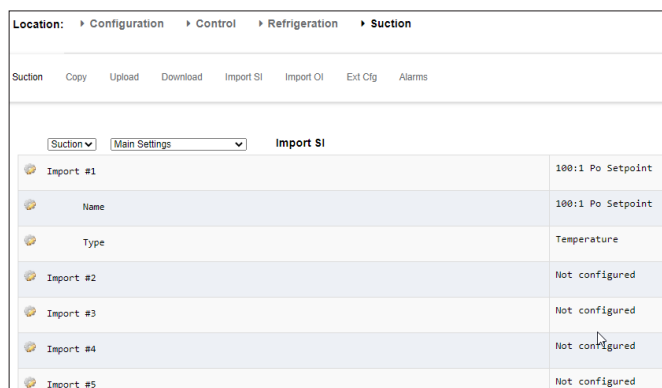 Location: Configuration Control Refrigeration Suction
Suction Copy Upload Download Import SI Import OI Ext Cfg Alarms
Suction Main Settings Import SI
Import #1 100:1 Po Setpoint
Name 100:1 Po Setpoint
Type Temperature
Import #2 Not configured
Import #3 Not configured
Import #4 Not configured
Import #5 Not configured